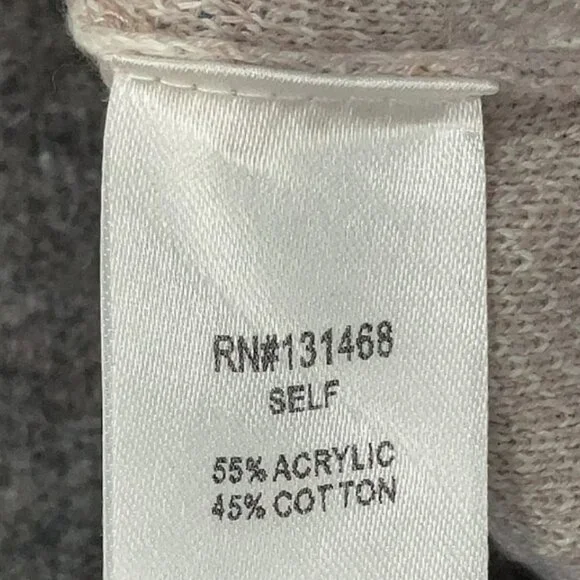 RN#131468
SELF
55% ACRYLIC
45% COTTON